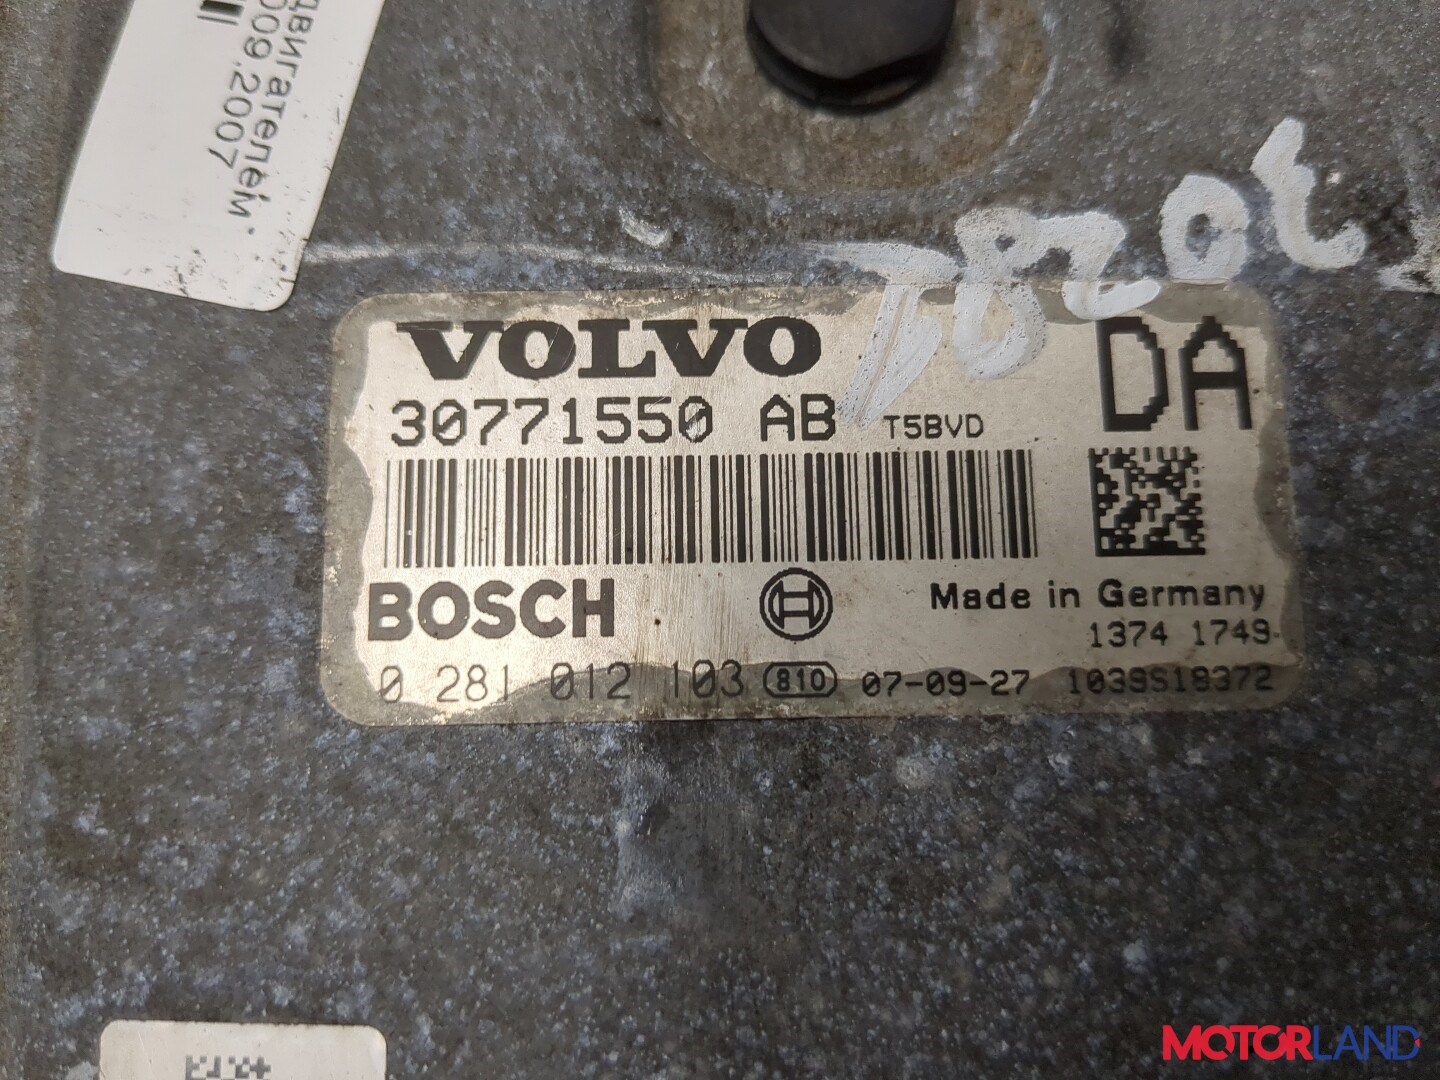 двигателем
009.2007
VOLVO
30771550 AB T5BVD
DA
BOSCH
Made in Germany
1374 1749
0 281 012 103 810 07-09-27 1039S18372
MOTORLAND